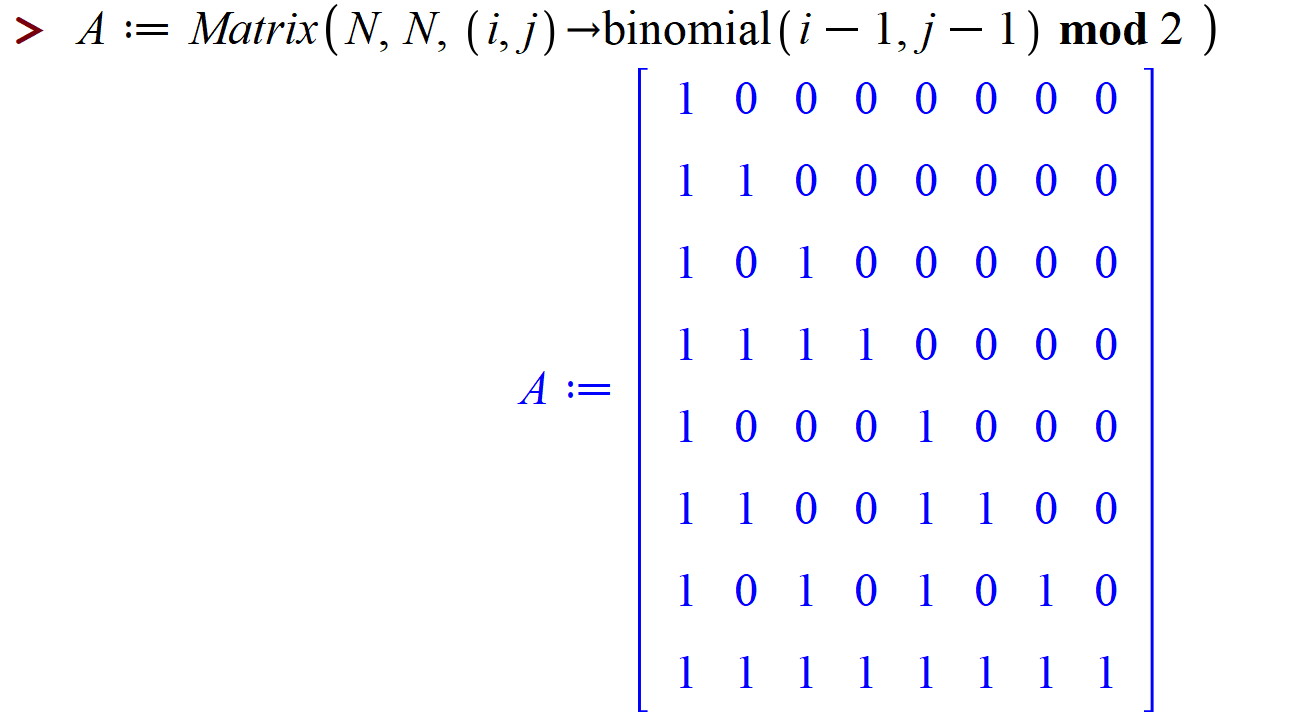 > A := Matrix(N, N, (i, j)→binomial(i − 1, j − 1) mod 2 )
1 0 0 0 0 0 0 0
1 1 0 0 0 0 0 0
1 0 1 0 0 0 0 0
1 1 1 1 0 0 0 0
A :=
1 0 0 0 1 0 0 0
1 1 0 0 1 1 0 0
1 0 1 0 1 0 1 0
1 1 1 1 1 1 1 1